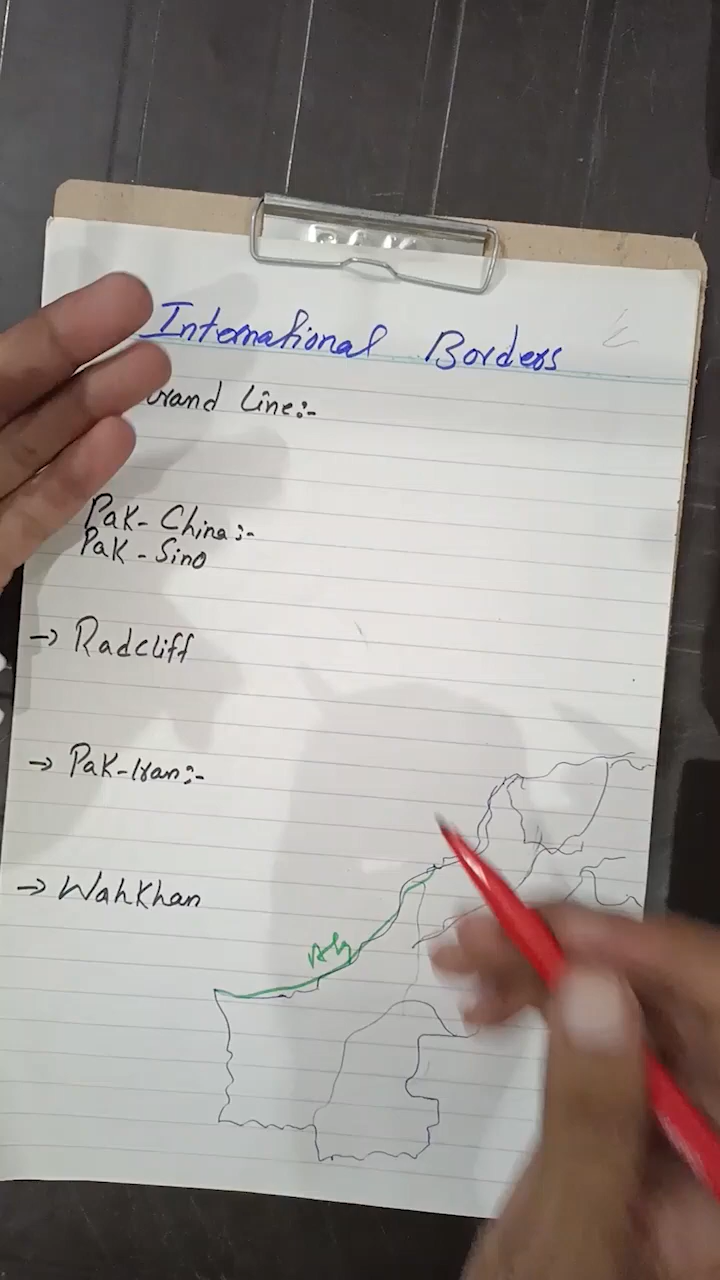 International Borders
urand Line:-
Pak-China:-
Pak-Sino
→ Radcliff
→ Pak-Iran:-
→ Wahkhan